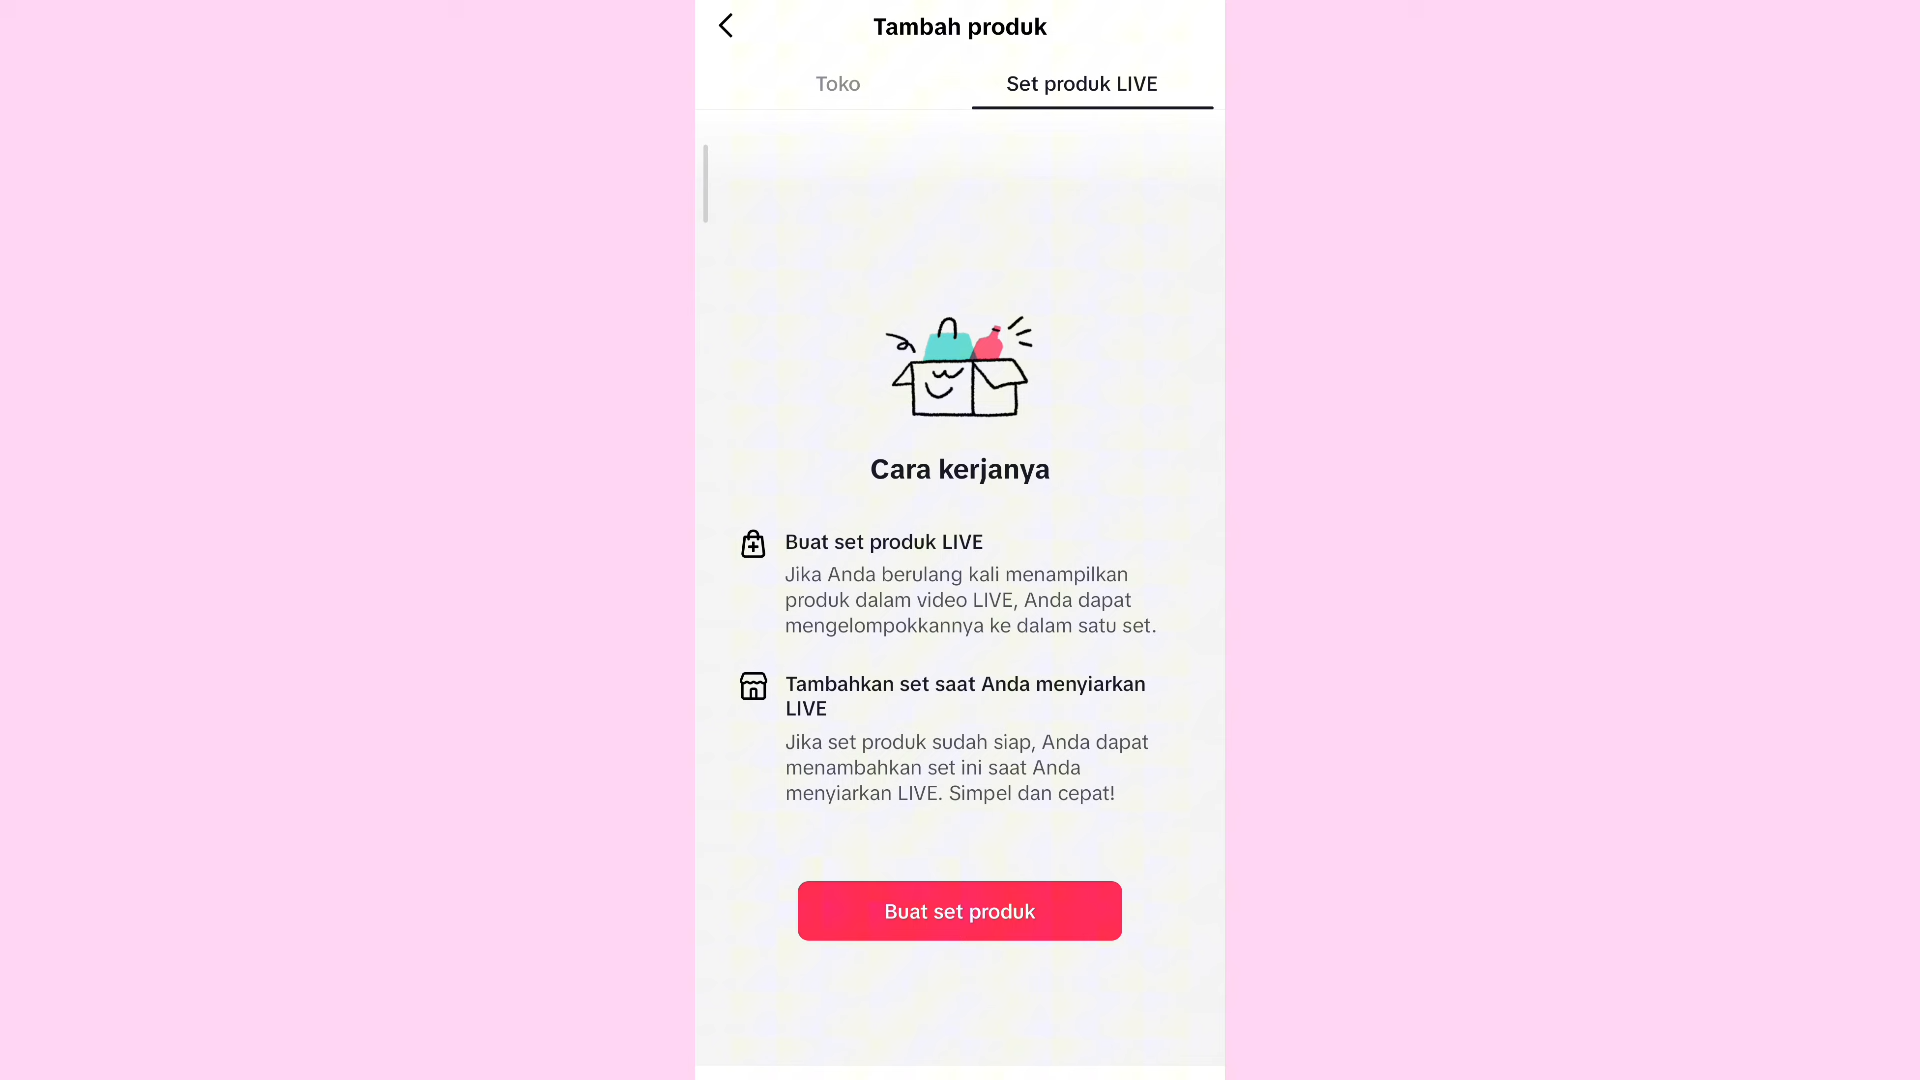 Tambah produk
Toko
Set produk LIVE
Cara kerjanya
Buat set produk LIVE
Jika Anda berulang kali menampilkan
produk dalam video LIVE, Anda dapat
mengelompokkannya ke dalam satu set.
Tambahkan set saat Anda menyiarkan
LIVE
Jika set produk sudah siap, Anda dapat
menambahkan set ini saat Anda
menyiarkan LIVE. Simpel dan cepat!
Buat set produk